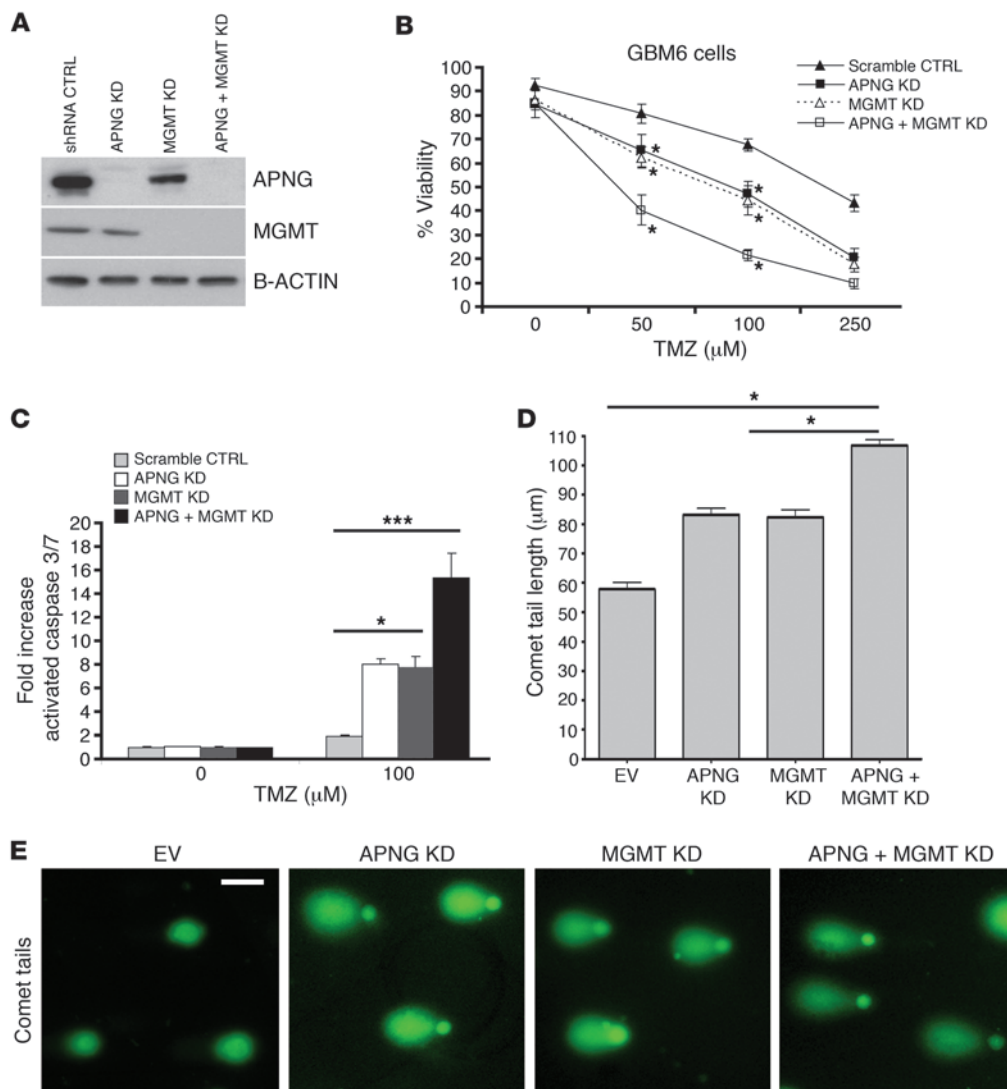 A
shRNA CTRL
APNG KD
MGMT KD
APNG + MGMT KD
APNG
MGMT
B-ACTIN
B
GBM6 cells
Scramble CTRL
APNG KD
MGMT KD
APNG + MGMT KD
% Viability
100
90
80
70
60
50
40
30
20
10
0
* *
* *
* *
0 50 100 250
TMZ (μM)
C
Scramble CTRL
APNG KD
MGMT KD
APNG + MGMT KD
Fold increase
activated caspase 3/7
20
18
16
14
12
10
8
6
4
2
0
***
*
0 100
TMZ (μM)
D
*
*
Comet tail length (μm)
110
100
90
80
70
60
50
40
30
20
10
0
EV
APNG
KD
MGMT
KD
APNG +
MGMT KD
E
EV APNG KD MGMT KD APNG + MGMT KD
Comet tails